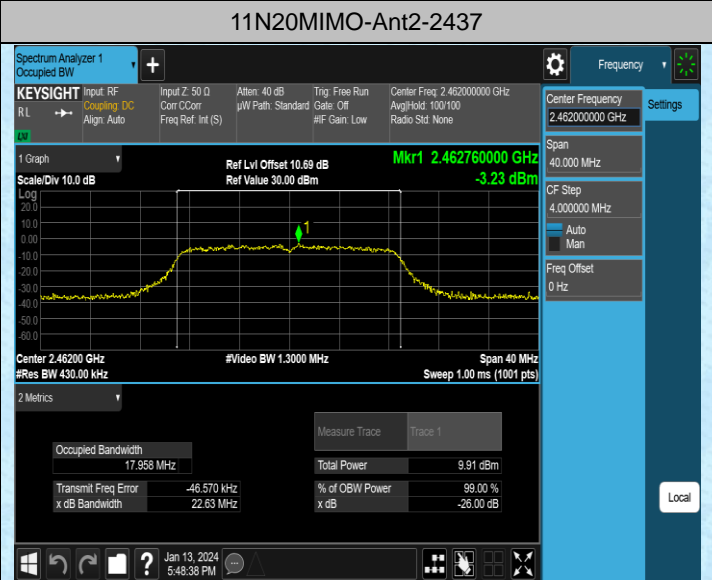 11N20MIMO-Ant2-2437
Spectrum Analyzer 1
Occupied BW
Frequency
KEYSIGHT Input: RF Input Z: 50 Ω Atten: 40 dB Trig: Free Run Center Freq: 2.462000000 GHz
RL Coupling: DC Corr CCorr µW Path: Standard Gate: Off Avg|Hold: 100/100
Align: Auto Freq Ref: Int (S) #IF Gain: Low Radio Std: None
Center Frequency
2.462000000 GHz
Settings
Span
40.000 MHz
CF Step
4.000000 MHz
Auto
Man
Freq Offset
0 Hz
1 Graph
Ref Lvl Offset 10.69 dB
Mkr1 2.462760000 GHz
Scale/Div 10.0 dB
Ref Value 30.00 dBm
-3.23 dBm
Log
20.0
10.0
1
0.00
-10.0
-20.0
-30.0
-40.0
-50.0
-60.0
Center 2.46200 GHz #Video BW 1.3000 MHz Span 40 MHz
#Res BW 430.00 kHz Sweep 1.00 ms (1001 pts)
2 Metrics
Measure Trace Trace 1
Occupied Bandwidth
17.958 MHz
Total Power 9.91 dBm
Transmit Freq Error -46.570 kHz
% of OBW Power 99.00 %
x dB Bandwidth 22.63 MHz
x dB -26.00 dB
Local
?
Jan 13, 2024
5:48:38 PM